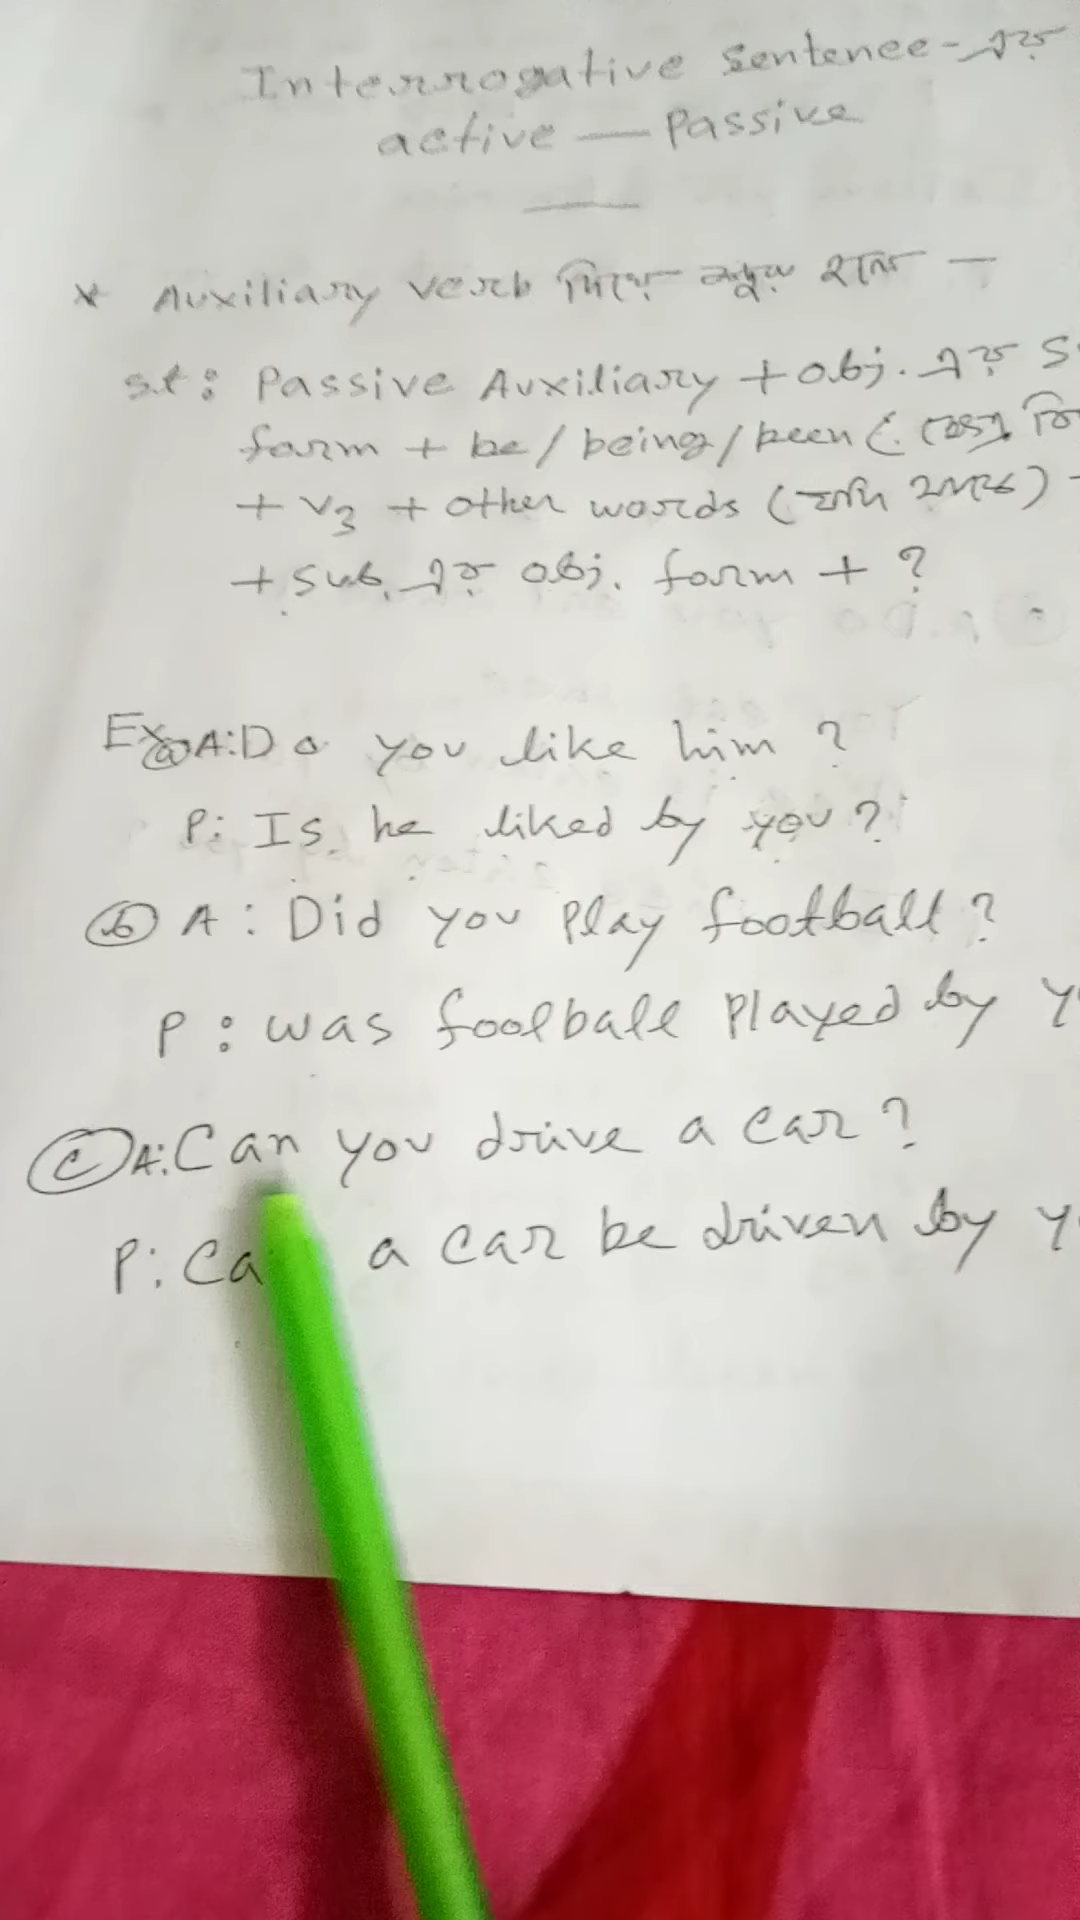 Interrogative Sentence-এর
active — Passive
* Auxiliary verb দিয়ে শুরু হলে —
st: Passive Auxiliary + obj. এর
form + be/being/been (
+ V3 + other words (যদি থাকে)
+ sub. এর obj. form + ?
Ex: ⓐ A: Do you like him ?
P: Is he liked by you ?
ⓑ A : Did you Play football ?
P : was foolball Played by
ⓒ A: Can you drive a car ?
P: Ca a car be driven by